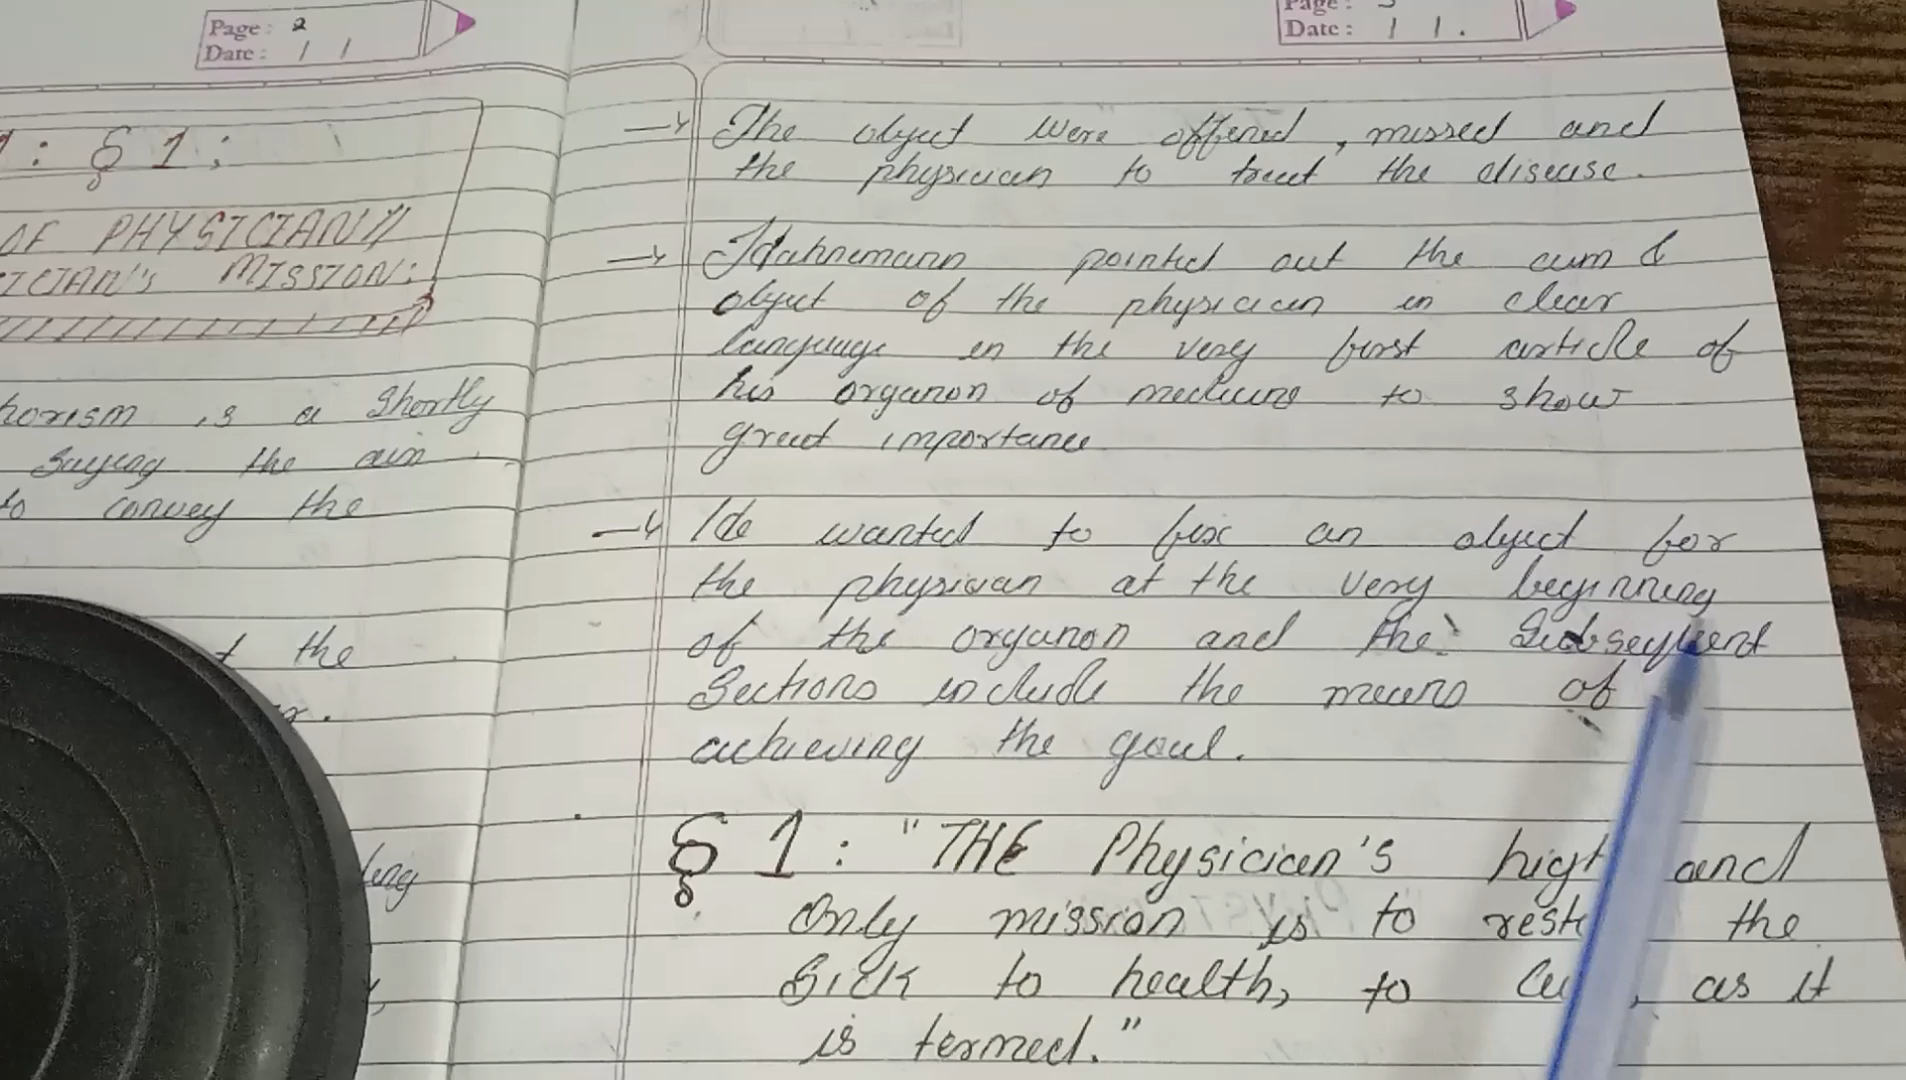 Page: 2
Date: / /
: § 1 :
OF PHYSICIAN //
ICIAN's MISSION:
horism is a shortly
saying the aim
to convey the
the
Page: 3
Date: / / .
The object were offered, missed and
the physician to treat the disease.
Hahnemann pointed out the aim &
object of the physician in clear
language in the very first article of
his organon of medicine to show
great importance
He wanted to fix an object for
the physician at the very beginning
of the organon and the subsequent
Sections include the means of
achieving the goal.
§ 1 : "THE Physician's high and
Only mission is to the
Sick to health, to as it
is termed."